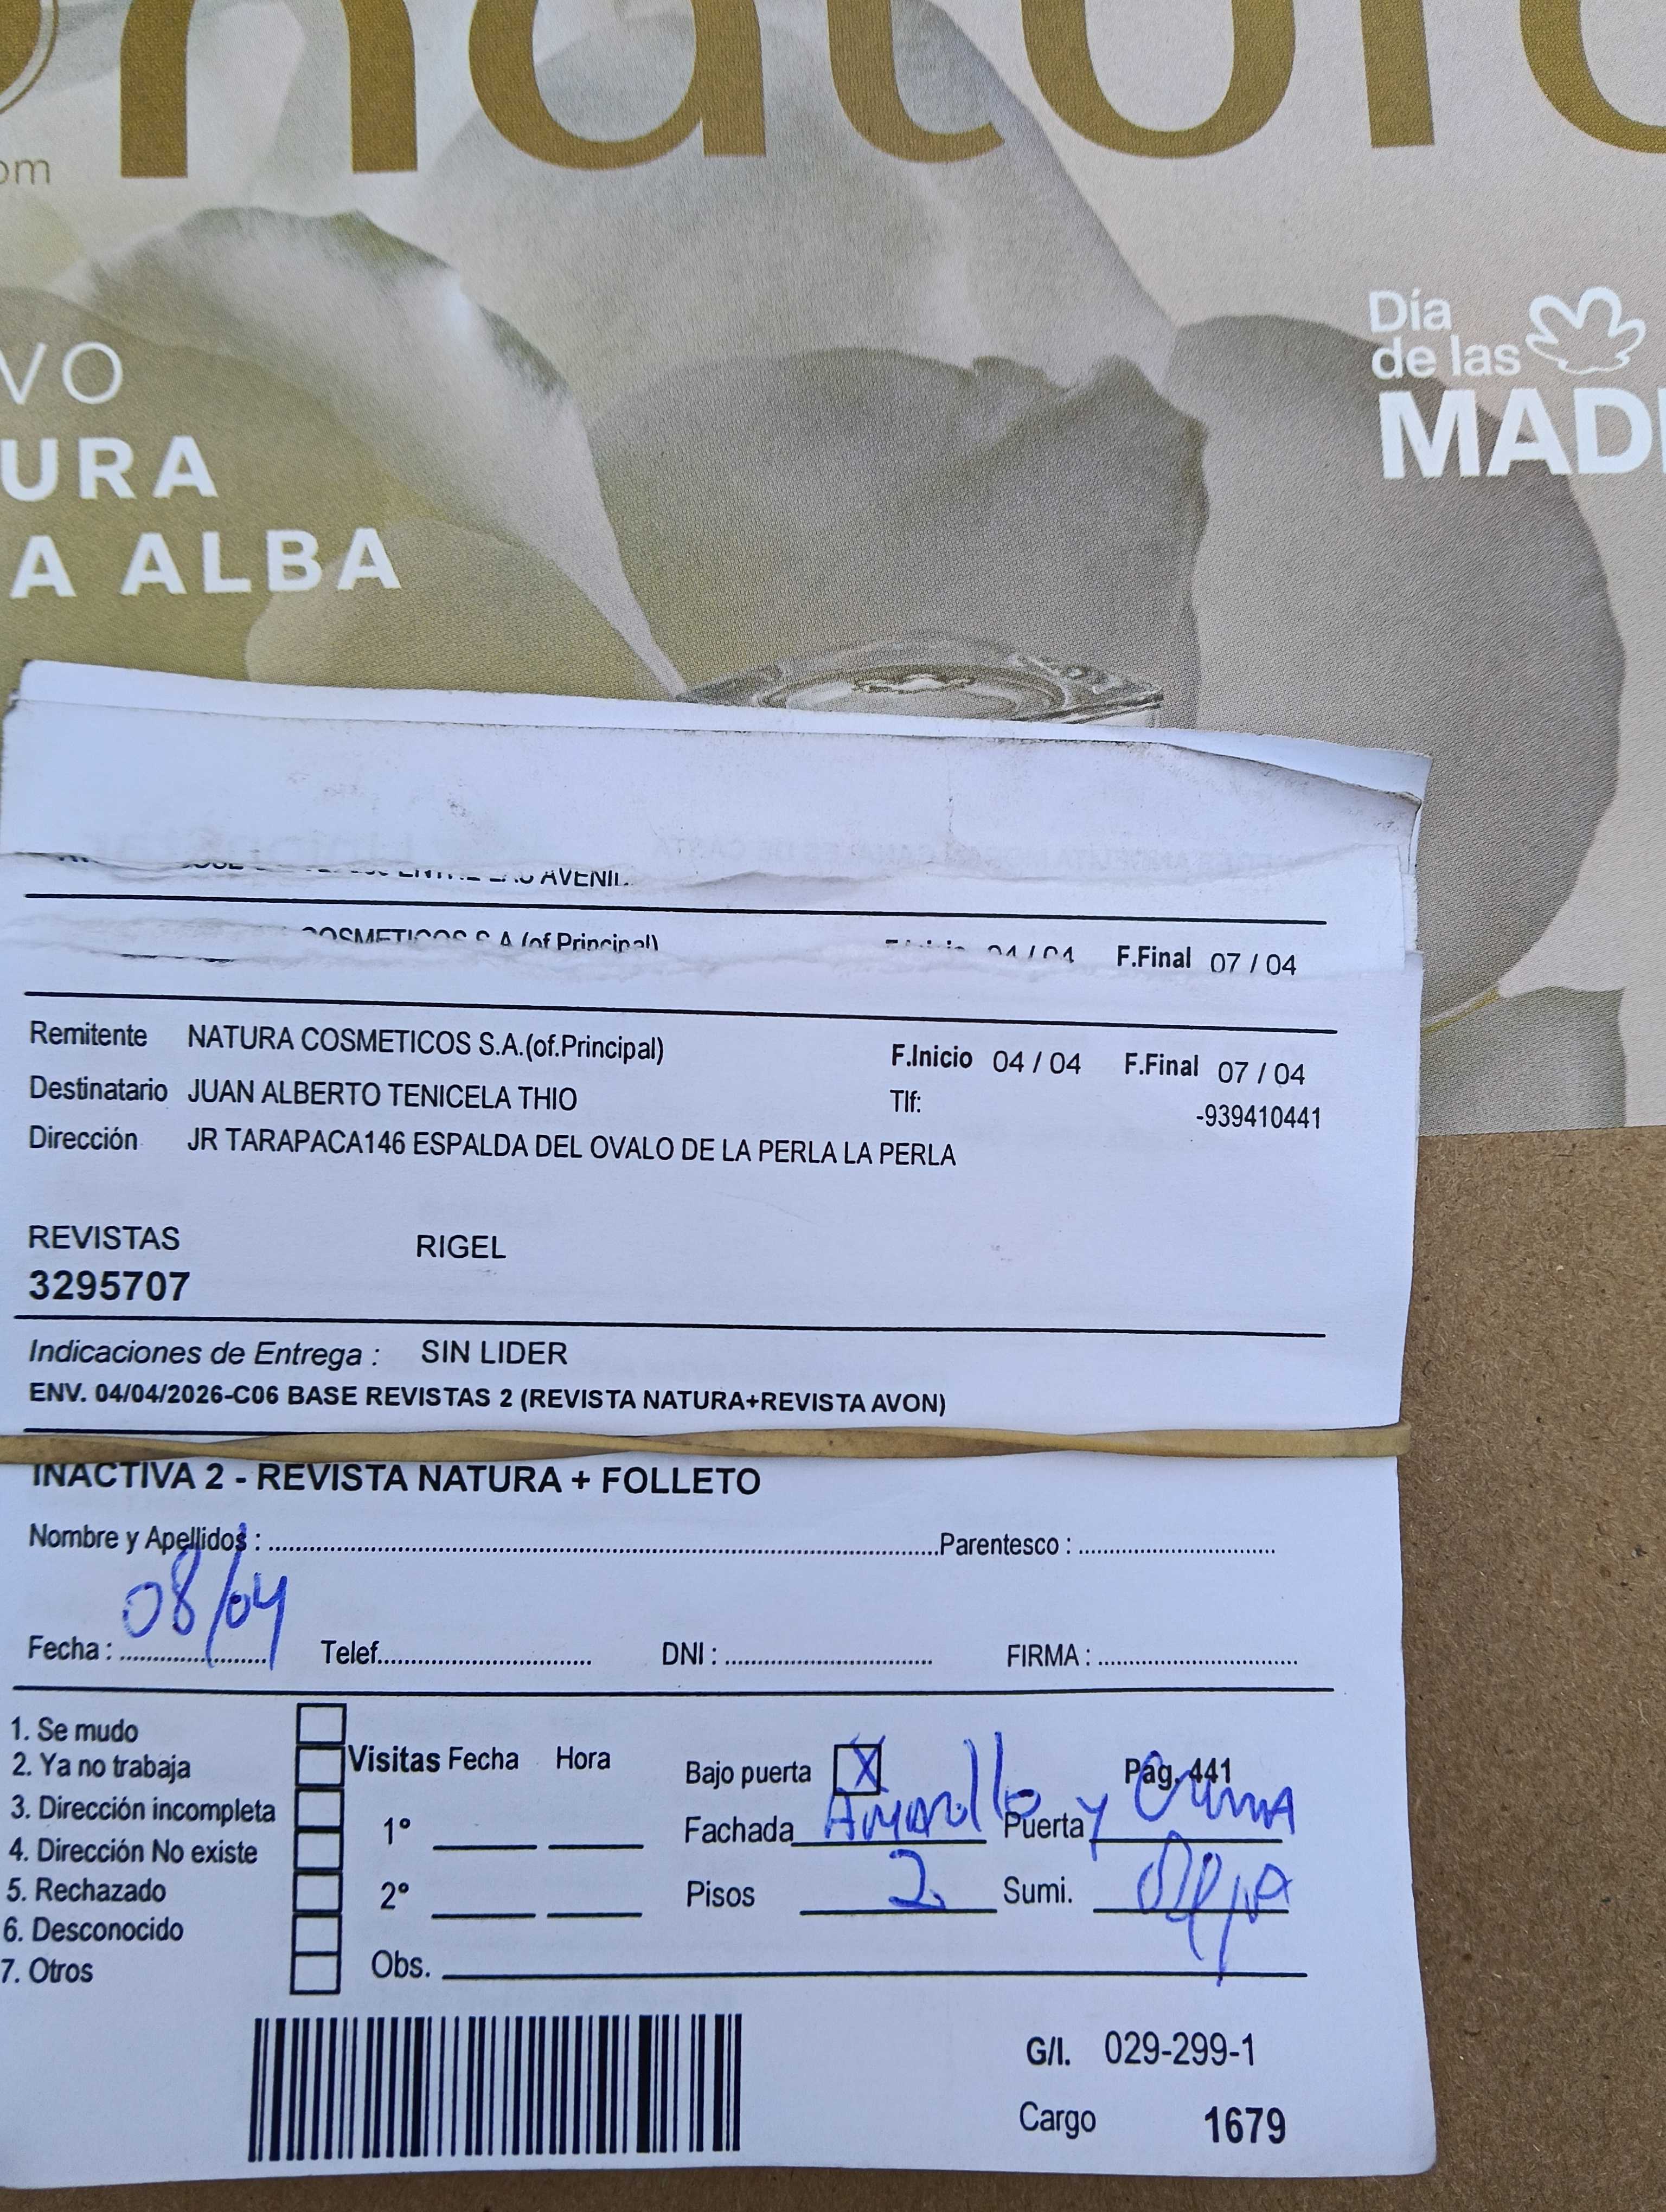 natura
om
VO
URA
A ALBA
Día
de las
MAD
ENTRE LAS AVENI
COSMETICOS S.A.(of.Principal) 04 / 04 F.Final 07 / 04
Remitente NATURA COSMETICOS S.A.(of.Principal) F.Inicio 04 / 04 F.Final 07 / 04
Destinatario JUAN ALBERTO TENICELA THIO Tlf: -939410441
Dirección JR TARAPACA146 ESPALDA DEL OVALO DE LA PERLA LA PERLA
REVISTAS RIGEL
3295707
Indicaciones de Entrega : SIN LIDER
ENV. 04/04/2026-C06 BASE REVISTAS 2 (REVISTA NATURA+REVISTA AVON)
INACTIVA 2 - REVISTA NATURA + FOLLETO
Nombre y Apellidos : Parentesco :
Fecha : 08/04 Telef. DNI : FIRMA :
1. Se mudo
2. Ya no trabaja Visitas Fecha Hora Bajo puerta X Pág. 441
3. Dirección incompleta 1° Fachada Amarillo Puerta y Crema
4. Dirección No existe
5. Rechazado 2° Pisos 2 Sumi.
6. Desconocido
7. Otros Obs.
G/I. 029-299-1
Cargo 1679